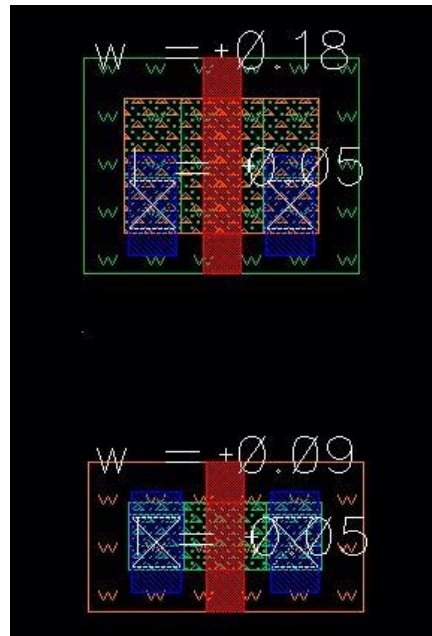 w = +0.18
L = +0.05
w = +0.09
L = +0.05